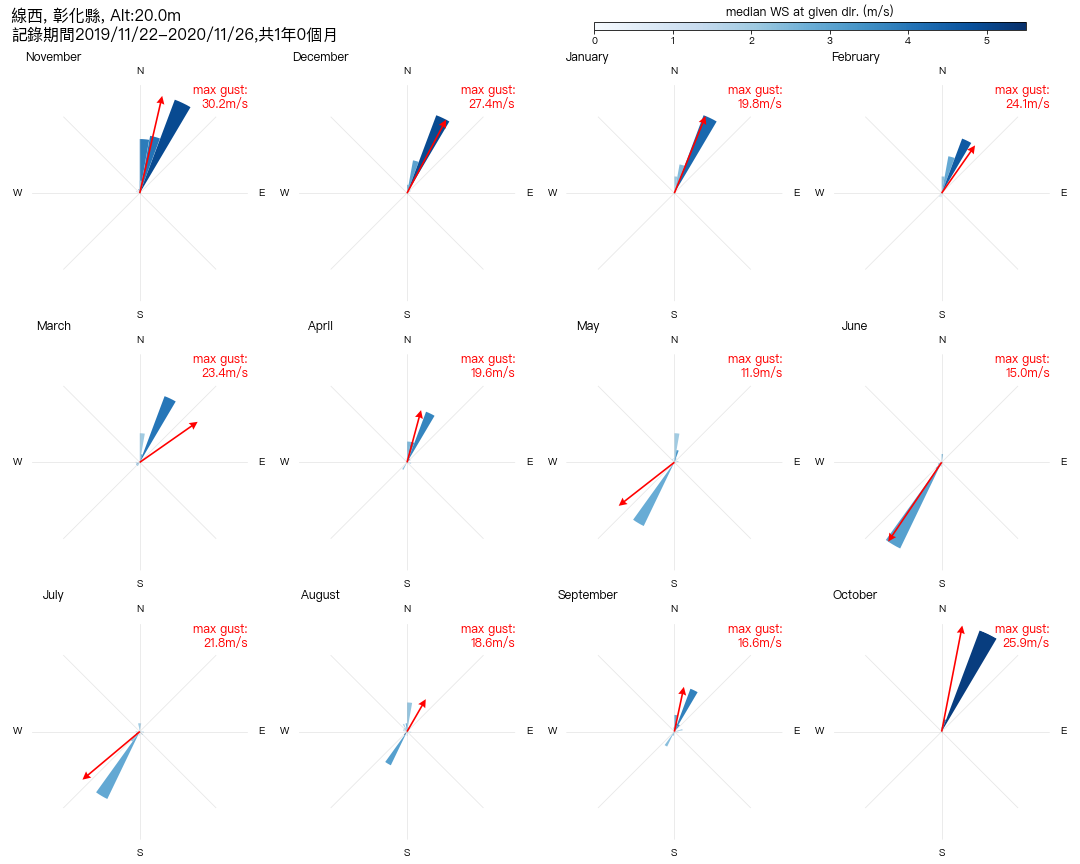 線西, 彰化縣, Alt:20.0m
記錄期間2019/11/22–2020/11/26,共1年0個月
median WS at given dir. (m/s)
0 1 2 3 4 5
November
N
max gust:
30.2m/s
W E
S
December
N
max gust:
27.4m/s
W E
January
N
max gust:
19.8m/s
W E
S
February
N
max gust:
24.1m/s
W E
S
March
N
max gust:
23.4m/s
W E
S
April
N
max gust:
19.6m/s
W E
S
May
N
max gust:
11.9m/s
W E
S
June
N
max gust:
15.0m/s
W E
S
July
N
max gust:
21.8m/s
W E
S
August
N
max gust:
18.6m/s
W E
S
September
N
max gust:
16.6m/s
W E
S
October
N
max gust:
25.9m/s
W E
S